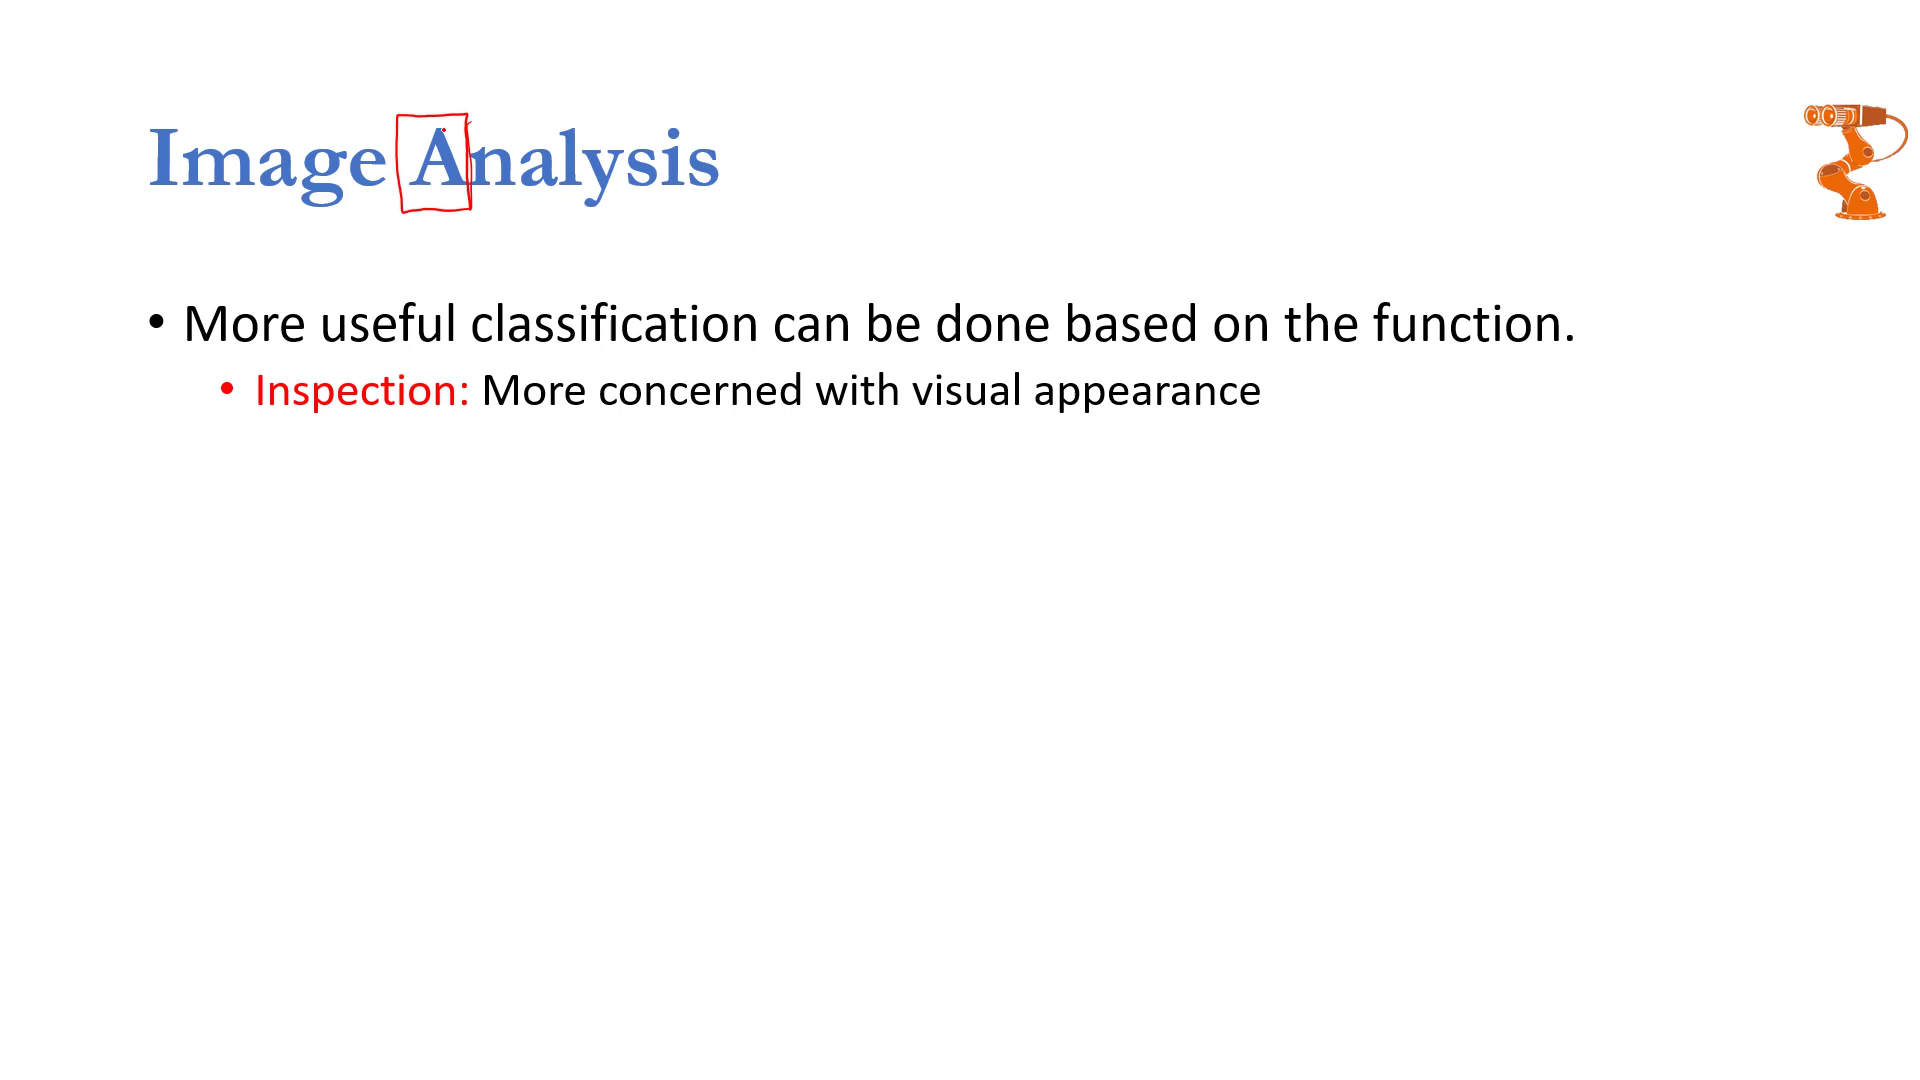 Image Analysis
• More useful classification can be done based on the function.
• Inspection: More concerned with visual appearance